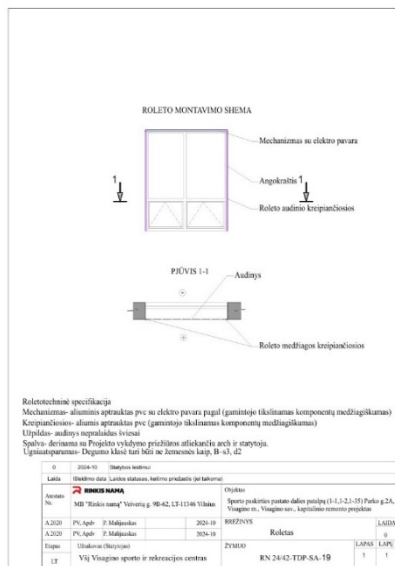 ROLETO MONTAVIMO SHEMA
Mechanizmas su elektro pavara
1
Angokraštis
1
Roleto audinio kreipiančiosios
PJŪVIS 1-1
Audinys
Roleto medžiagos kreipiančiosios
Roletotechninė specifikacija
Mechanizmas- aliuminis aptrauktas pvc su elektro pavara pagal (gamintojo tikslinamas komponentų medžiagiškumas)
Kreipiančiosios- aliumis aptrauktas pvc (gamintojo tikslinamas komponentų medžiagiškumas)
Užpildas- audinys nepralaidus šviesai
Spalva- derinama su Projekto vykdymo priežiūros atliekančiu arch ir statytoju.
Ugniaatsparumas- Degumo klasė turi būti ne žemesnės kaip, B–s3, d2
0 2024-10 Statybos leidimui
Laida Išleidimo data Laidos statusas, keitimo priežastis (jei taikoma)
Atestato Nr.
RINKIS NAMĄ
MB "Rinkis namą" Veiverių g. 9B-62, LT-11346 Vilnius
Objektas
Sporto paskirties pastato dalies patalpų (1-1,1-2,1-35) Parko g.2A,
Visagino m., Visagino sav., kapitalinio remonto projektas
A 2020 PV, Apdv P. Malijauskas 2024-10 BRĖŽINYS LAIDA
A 2020 PV, Apdv P. Malijauskas 2024-10 Roletas 0
Etapas Užsakovas (Statytojas) ŽYMUO LAPAS LAPŲ
LT VšĮ Visagino sporto ir rekreacijos centras RN 24/42-TDP-SA-19 1 1